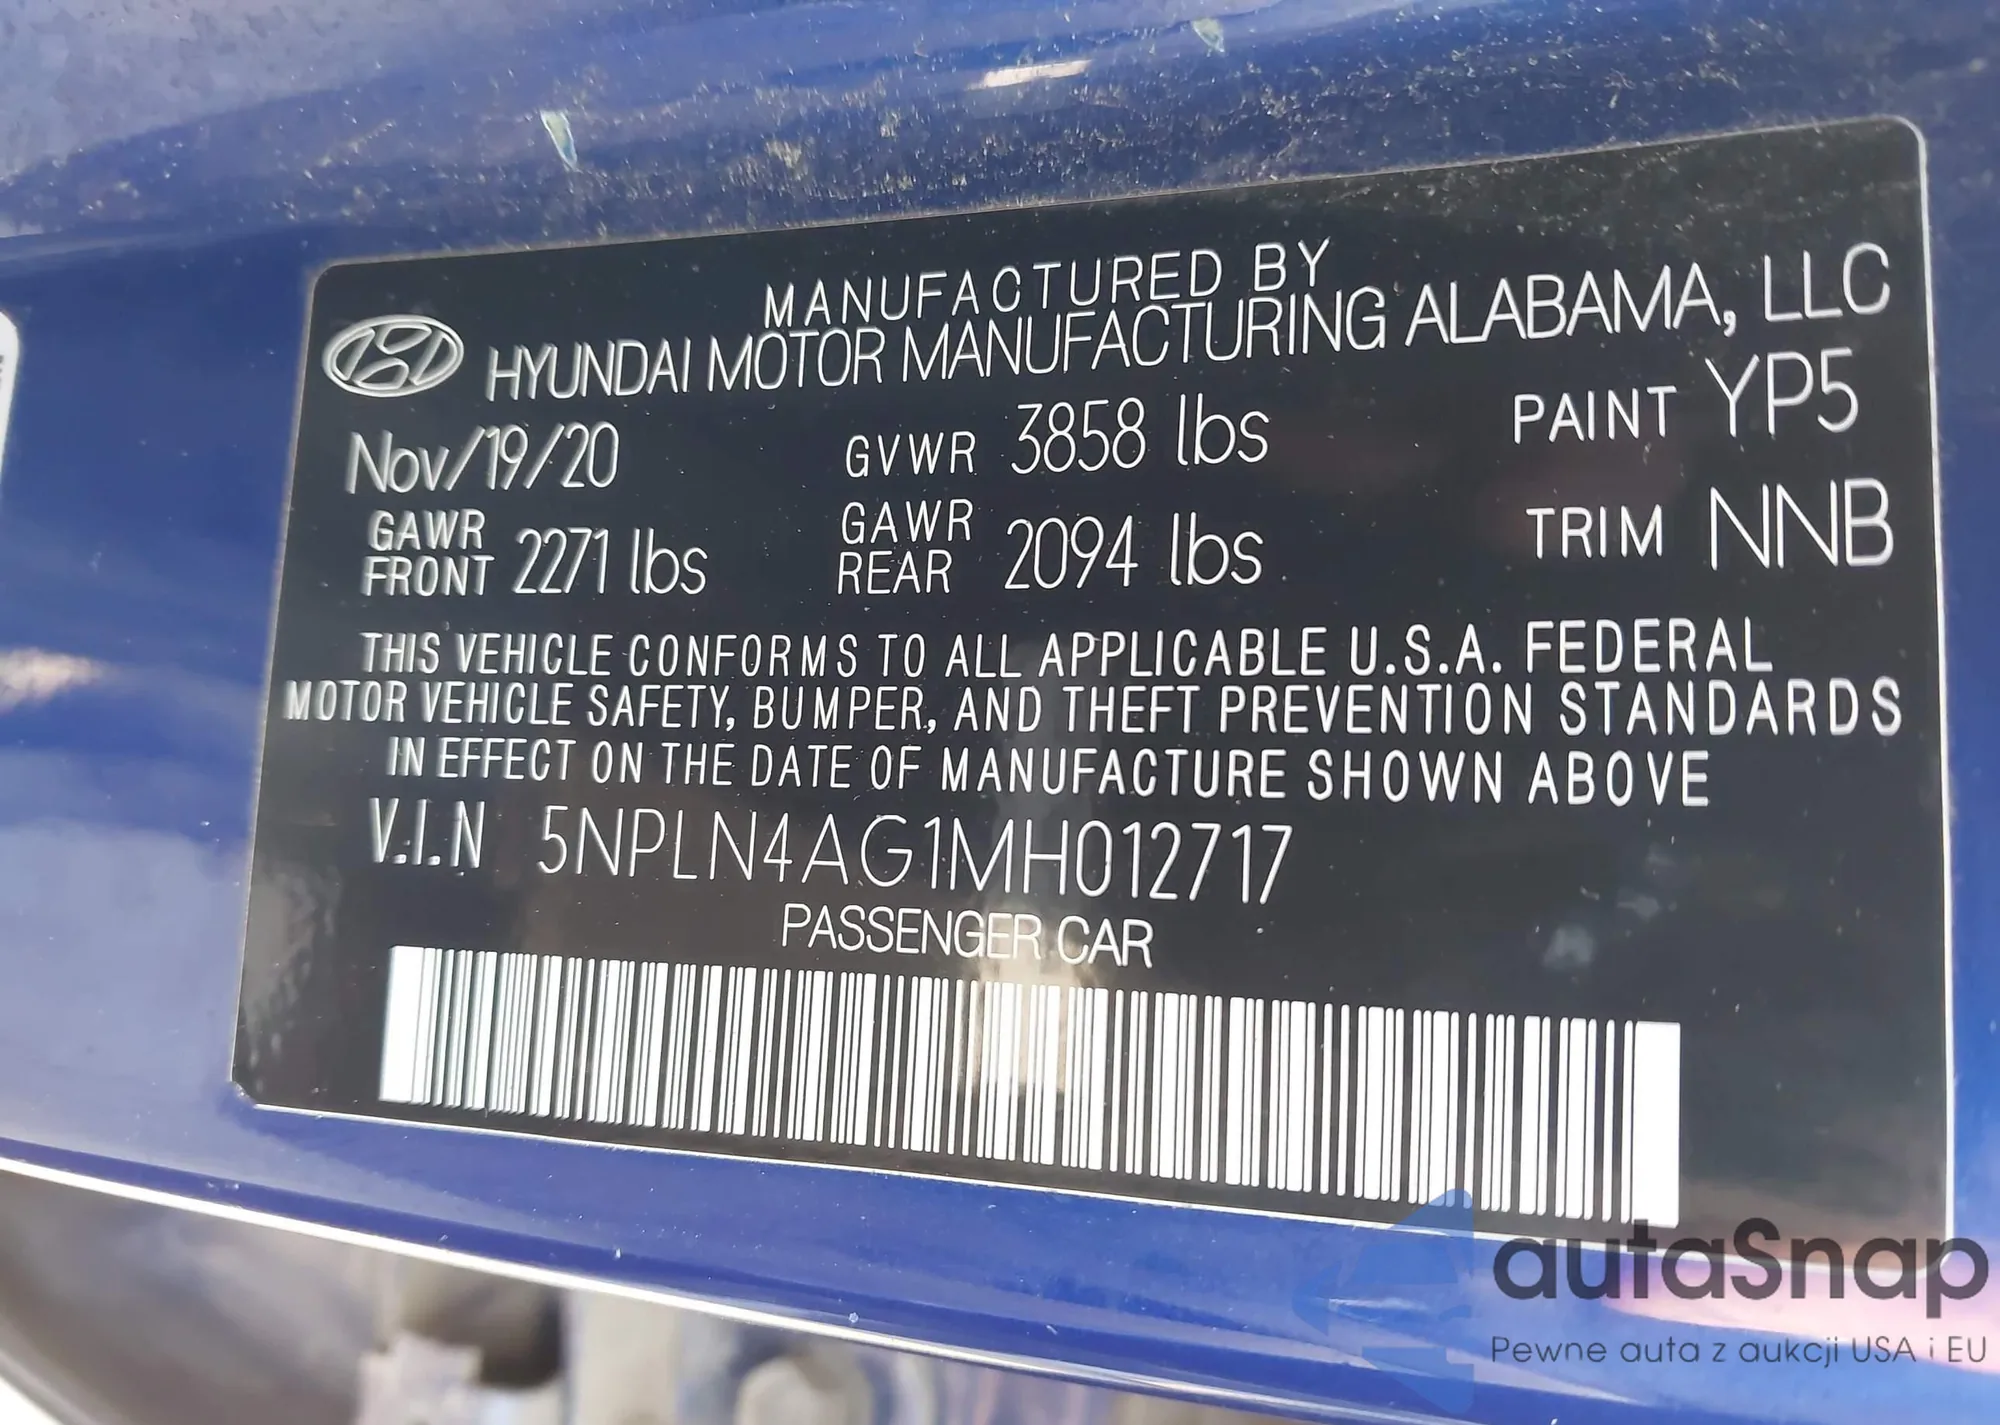 MANUFACTURED BY
HYUNDAI MOTOR MANUFACTURING ALABAMA, LLC
Nov/19/20 GVWR 3858 lbs PAINT YP5
GAWR FRONT 2271 lbs GAWR REAR 2094 lbs TRIM NNB
THIS VEHICLE CONFORMS TO ALL APPLICABLE U.S.A. FEDERAL
MOTOR VEHICLE SAFETY, BUMPER, AND THEFT PREVENTION STANDARDS
IN EFFECT ON THE DATE OF MANUFACTURE SHOWN ABOVE
V.I.N 5NPLN4AG1MH012717
PASSENGER CAR
autaSnap
Pewne auta z aukcji USA i EU